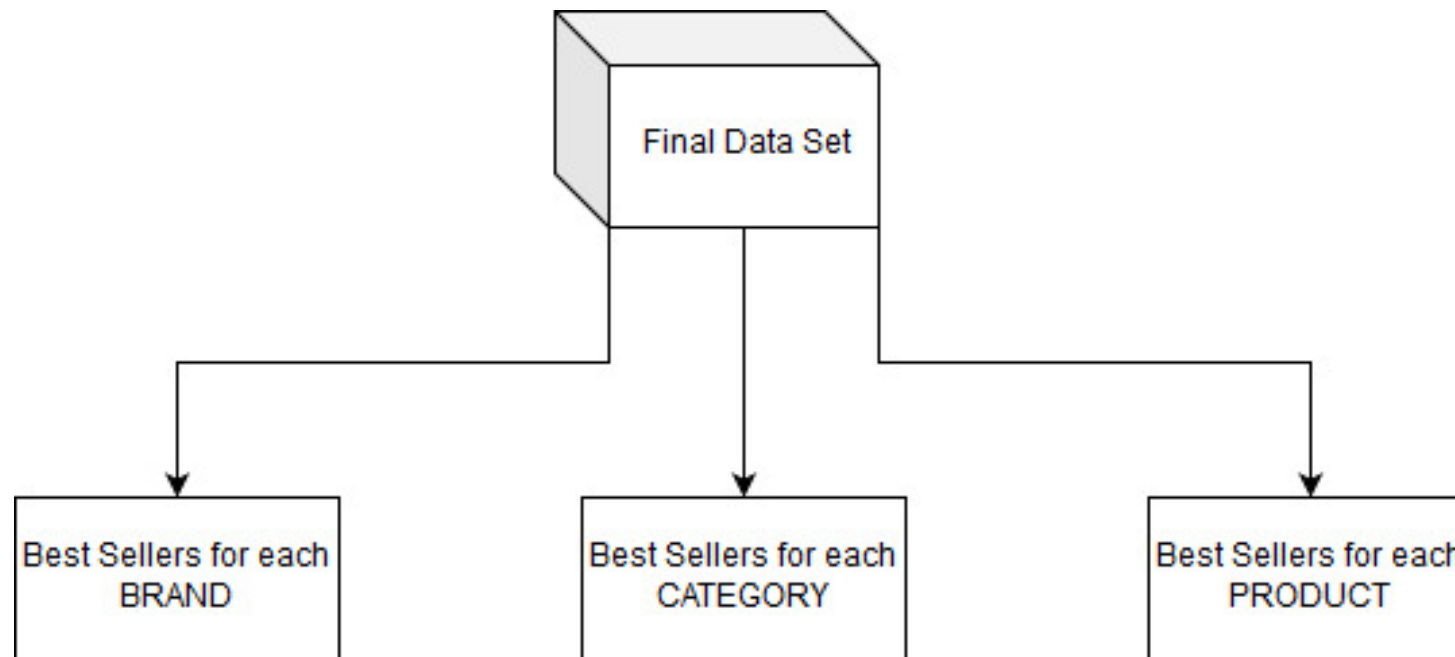 Final Data Set
Best Sellers for each
BRAND
Best Sellers for each
CATEGORY
Best Sellers for each
PRODUCT